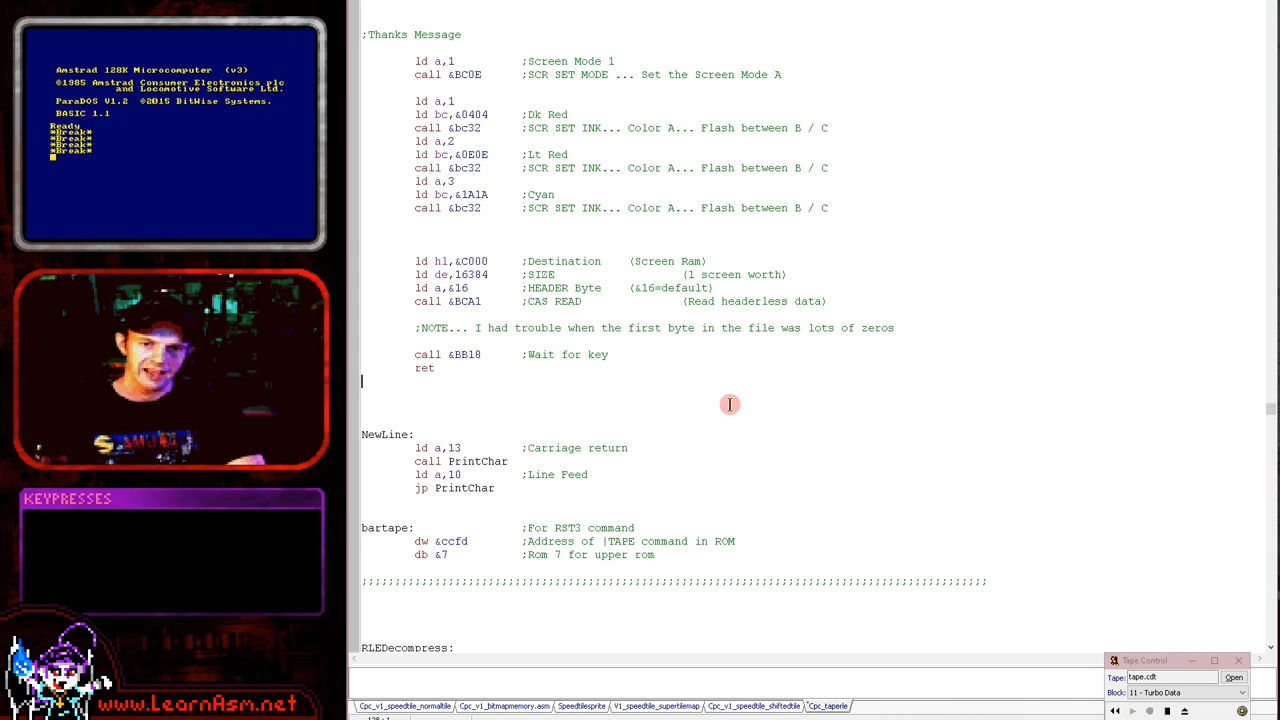 Amstrad 128K Microcomputer (v3)
©1985 Amstrad Consumer Electronics plc
and Locomotive Software Ltd.
ParaDOS V1.2 ©2015 BitWise Systems.
BASIC 1.1
Ready
*Break*
*Break*
*Break*
*Break*
KEYPRESSES
www.LearnAsm.net
;Thanks Message
ld a,1 ;Screen Mode 1
call &BC0E ;SCR SET MODE ... Set the Screen Mode A
ld a,1
ld bc,&0404 ;Dk Red
call &bc32 ;SCR SET INK... Color A... Flash between B / C
ld a,2
ld bc,&0E0E ;Lt Red
call &bc32 ;SCR SET INK... Color A... Flash between B / C
ld a,3
ld bc,&1A1A ;Cyan
call &bc32 ;SCR SET INK... Color A... Flash between B / C
ld hl,&C000 ;Destination (Screen Ram)
ld de,16384 ;SIZE (1 screen worth)
ld a,&16 ;HEADER Byte (&16=default)
call &BCA1 ;CAS READ (Read headerless data)
;NOTE... I had trouble when the first byte in the file was lots of zeros
call &BB18 ;Wait for key
ret
NewLine:
ld a,13 ;Carriage return
call PrintChar
ld a,10 ;Line Feed
jp PrintChar
bartape: ;For RST3 command
dw &ccfd ;Address of |TAPE command in ROM
db &7 ;Rom 7 for upper rom
;;;;;;;;;;;;;;;;;;;;;;;;;;;;;;;;;;;;;;;;;;;;;;;;;;;;;;;;;;;;;;;;;;;;;;;;;;;;;;;;;;;;;;;;;;;;;;
RLEDecompress:
Tape Control
Tape: tape.cdt Open
Block: 11 - Turbo Data
Cpc_v1_speedtile_normaltile Cpc_v1_bitmapmemory.asm Speedtilesprite V1_speedtile_supertilemap Cpc_v1_speedtile_shiftedtile Cpc_taperle